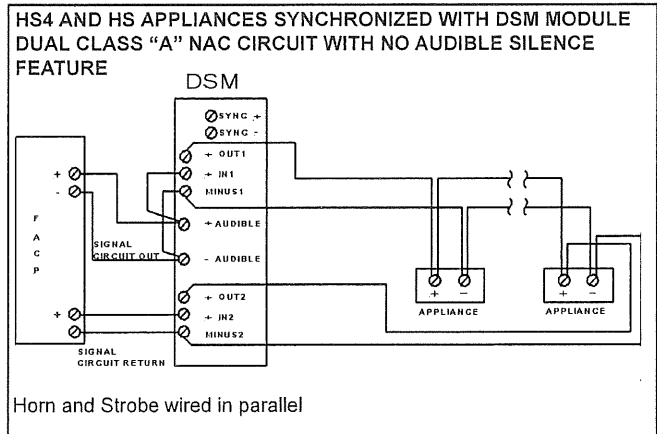 HS4 AND HS APPLIANCES SYNCHRONIZED WITH DSM MODULE
DUAL CLASS “A” NAC CIRCUIT WITH NO AUDIBLE SILENCE
FEATURE
DSM
SYNC +
SYNC -
+ OUT1
+ IN1
MINUS1
+ AUDIBLE
- AUDIBLE
+ OUT2
+ IN2
MINUS2
+
-
F
A
C
P
+
SIGNAL
CIRCUIT OUT
SIGNAL
CIRCUIT RETURN
+ -
APPLIANCE
+ -
APPLIANCE
Horn and Strobe wired in parallel